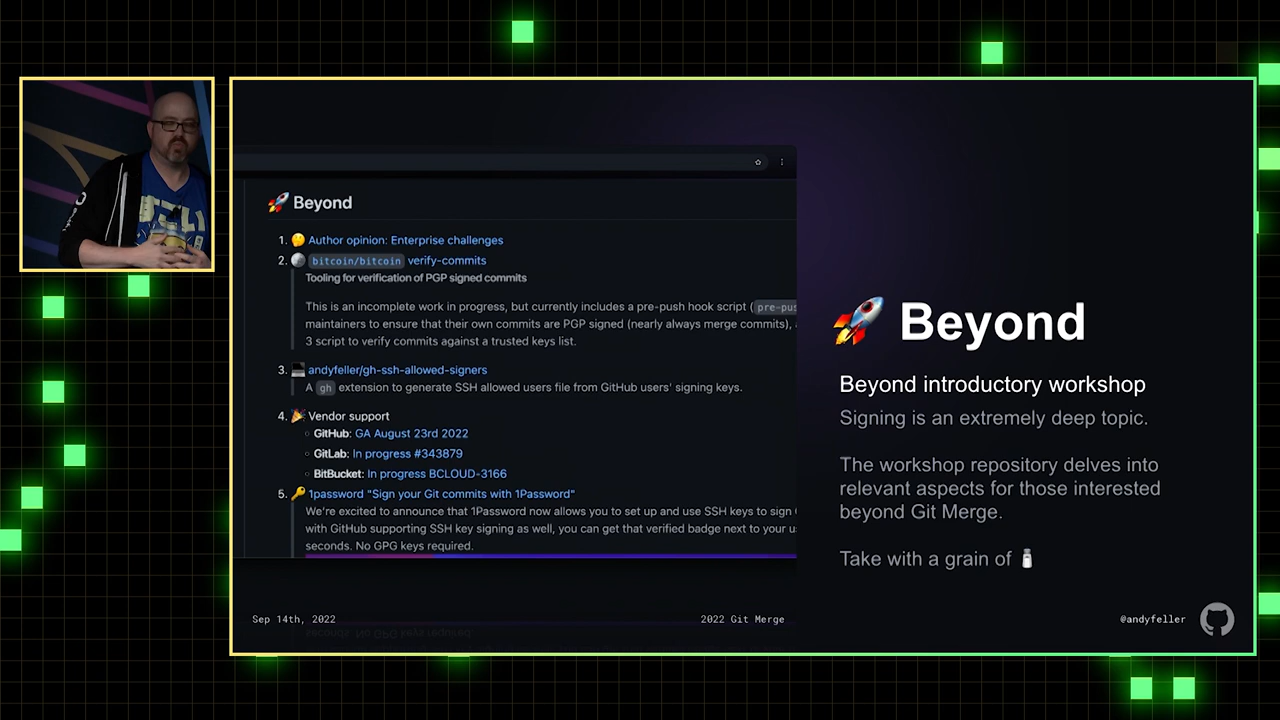 🚀 Beyond
1. 🤔 Author opinion: Enterprise challenges
2. bitcoin/bitcoin verify-commits
Tooling for verification of PGP signed commits
This is an incomplete work in progress, but currently includes a pre-push hook script (pre-pus
maintainers to ensure that their own commits are PGP signed (nearly always merge commits),
3 script to verify commits against a trusted keys list.
3. andyfeller/gh-ssh-allowed-signers
A gh extension to generate SSH allowed users file from GitHub users' signing keys.
4. 🎉 Vendor support
GitHub: GA August 23rd 2022
GitLab: In progress #343879
BitBucket: In progress BCLOUD-3166
5. 🔑 1password "Sign your Git commits with 1Password"
We're excited to announce that 1Password now allows you to set up and use SSH keys to sign
with GitHub supporting SSH key signing as well, you can get that verified badge next to your
seconds. No GPG keys required.
🚀 Beyond
Beyond introductory workshop
Signing is an extremely deep topic.
The workshop repository delves into
relevant aspects for those interested
beyond Git Merge.
Take with a grain of 🧂
Sep 14th, 2022
2022 Git Merge
@andyfeller